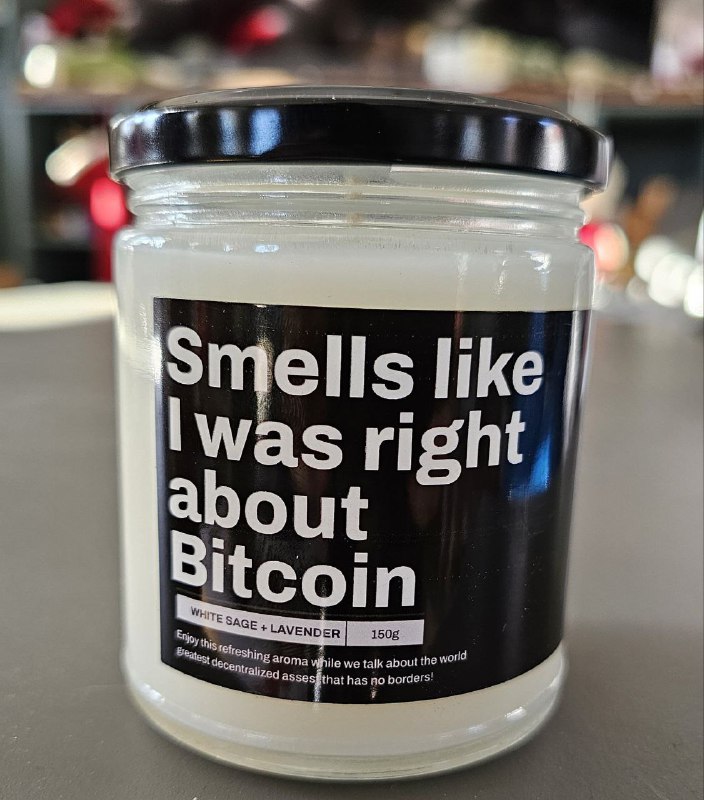 Smells like
I was right
about
Bitcoin
WHITE SAGE + LAVENDER 150g
Enjoy this refreshing aroma while we talk about the world
greatest decentralized asses that has no borders!